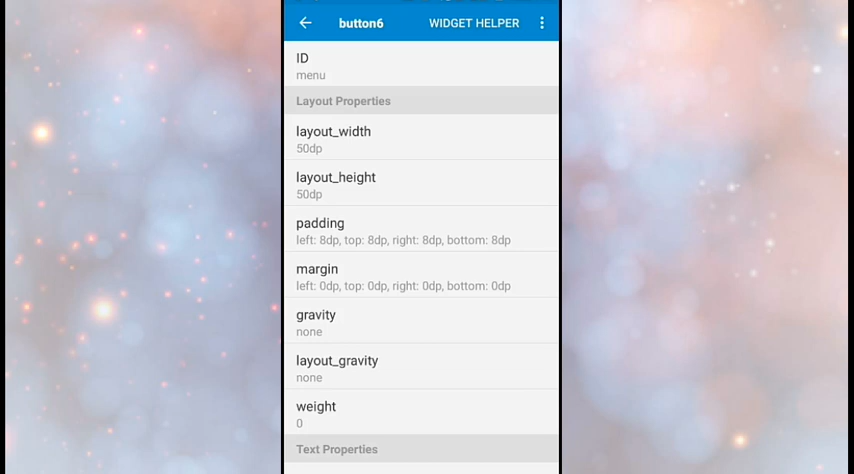 button6 WIDGET HELPER
ID
menu
Layout Properties
layout_width
50dp
layout_height
50dp
padding
left: 8dp, top: 8dp, right: 8dp, bottom: 8dp
margin
left: 0dp, top: 0dp, right: 0dp, bottom: 0dp
gravity
none
layout_gravity
none
weight
0
Text Properties